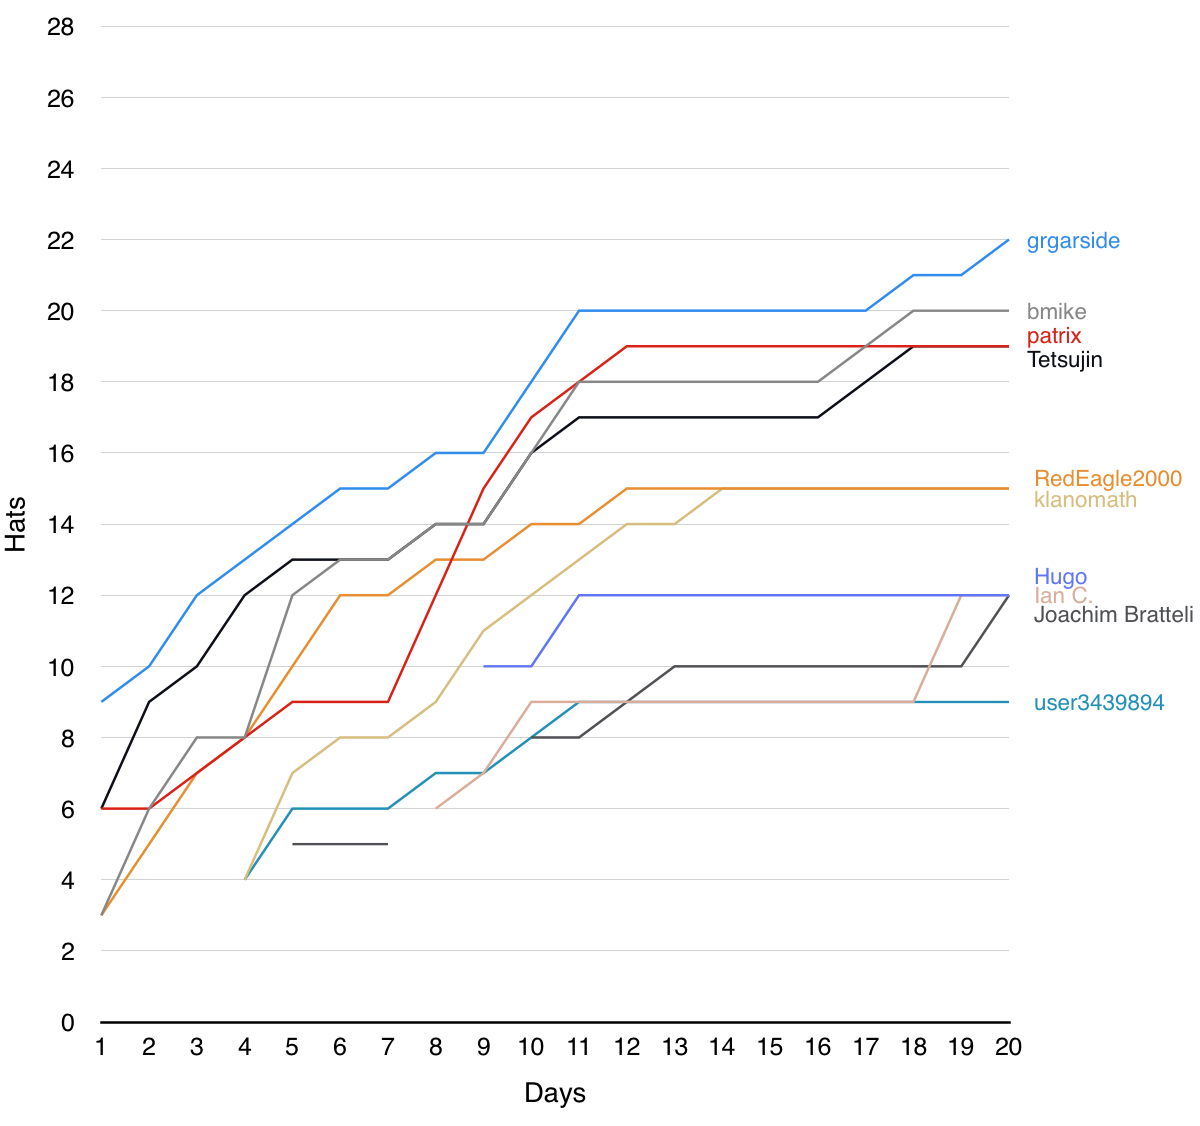 28
26
24
22
20
18
16
14
12
10
8
6
4
2
0
Hats
1 2 3 4 5 6 7 8 9 10 11 12 13 14 15 16 17 18 19 20
Days
grgarside
bmike
patrix
Tetsujin
RedEagle2000
klanomath
Hugo
Ian C.
Joachim Bratteli
user3439894